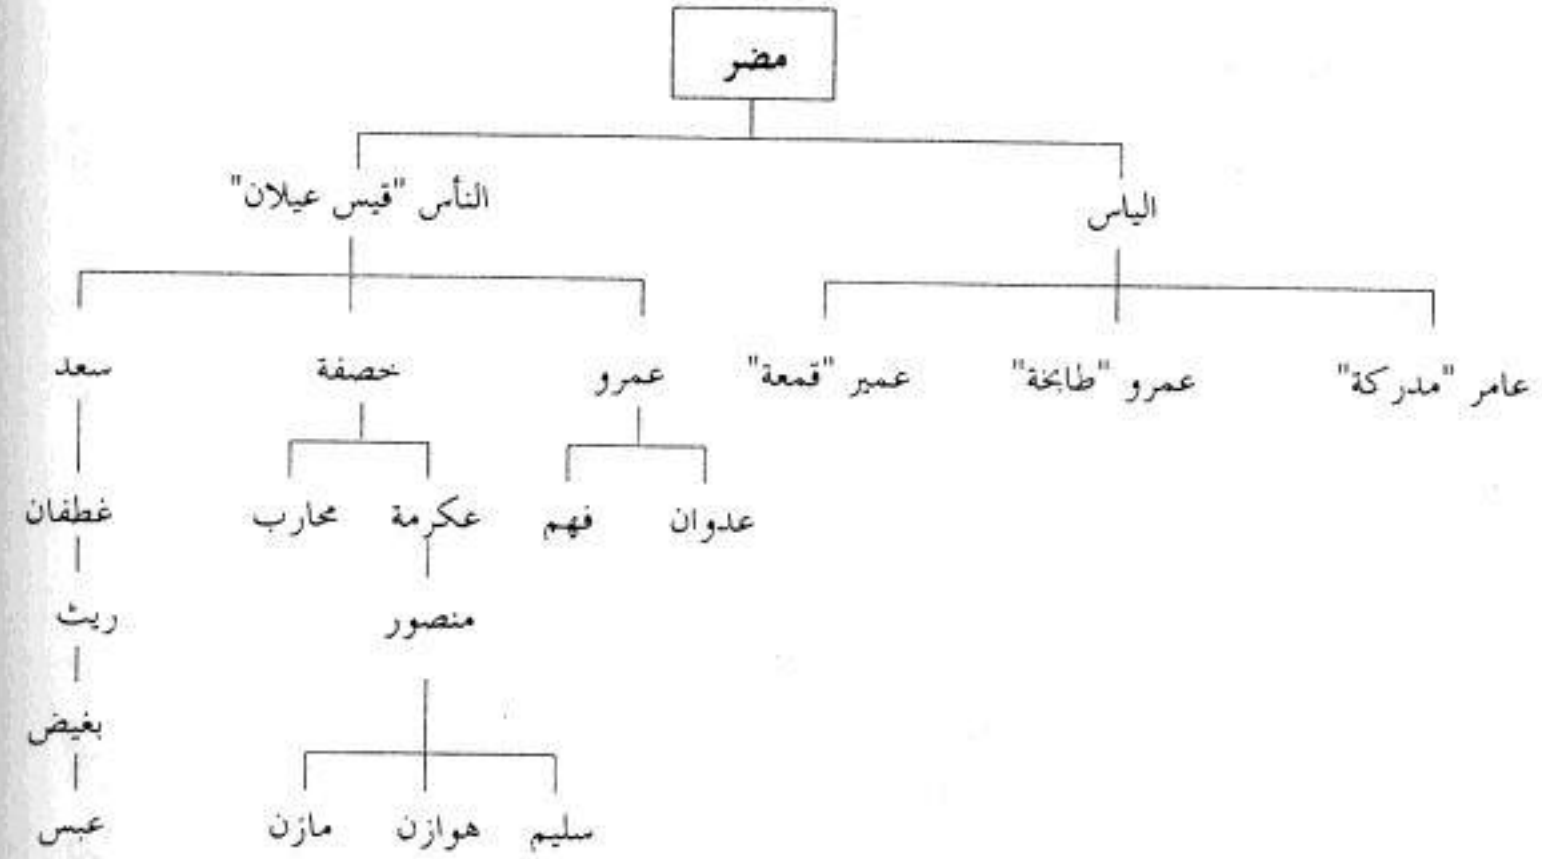 مضر
الياس
النأس "قيس عيلان"
عامر "مدركة"
عمرو "طابخة"
عمير "قمعة"
عمرو
خصفة
سعد
عدوان
فهم
عكرمة
محارب
غطفان
منصور
ريث
بغيض
سليم
هوازن
مازن
عبس